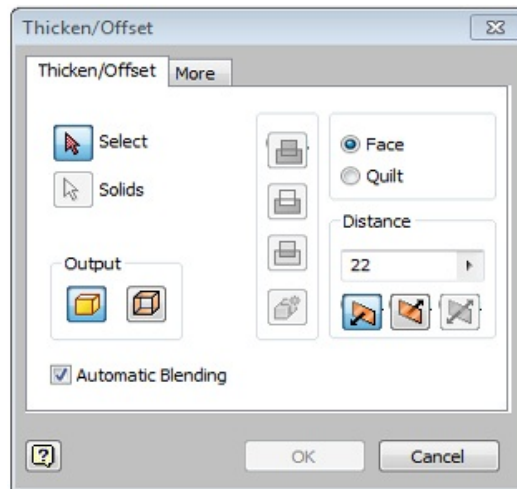 Thicken/Offset
Thicken/Offset More
Select
Solids
Face
Quilt
Distance
22
Output
Automatic Blending
OK Cancel